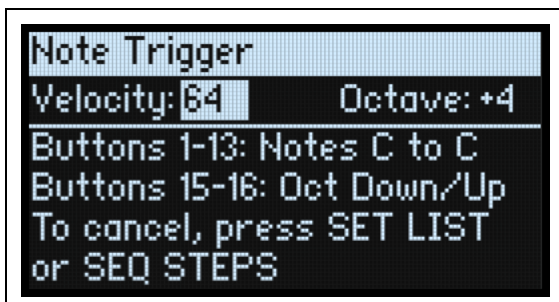 Note Trigger
Velocity: 64 Octave: +4
Buttons 1-13: Notes C to C
Buttons 15-16: Oct Down/Up
To cancel, press SET LIST
or SEQ STEPS